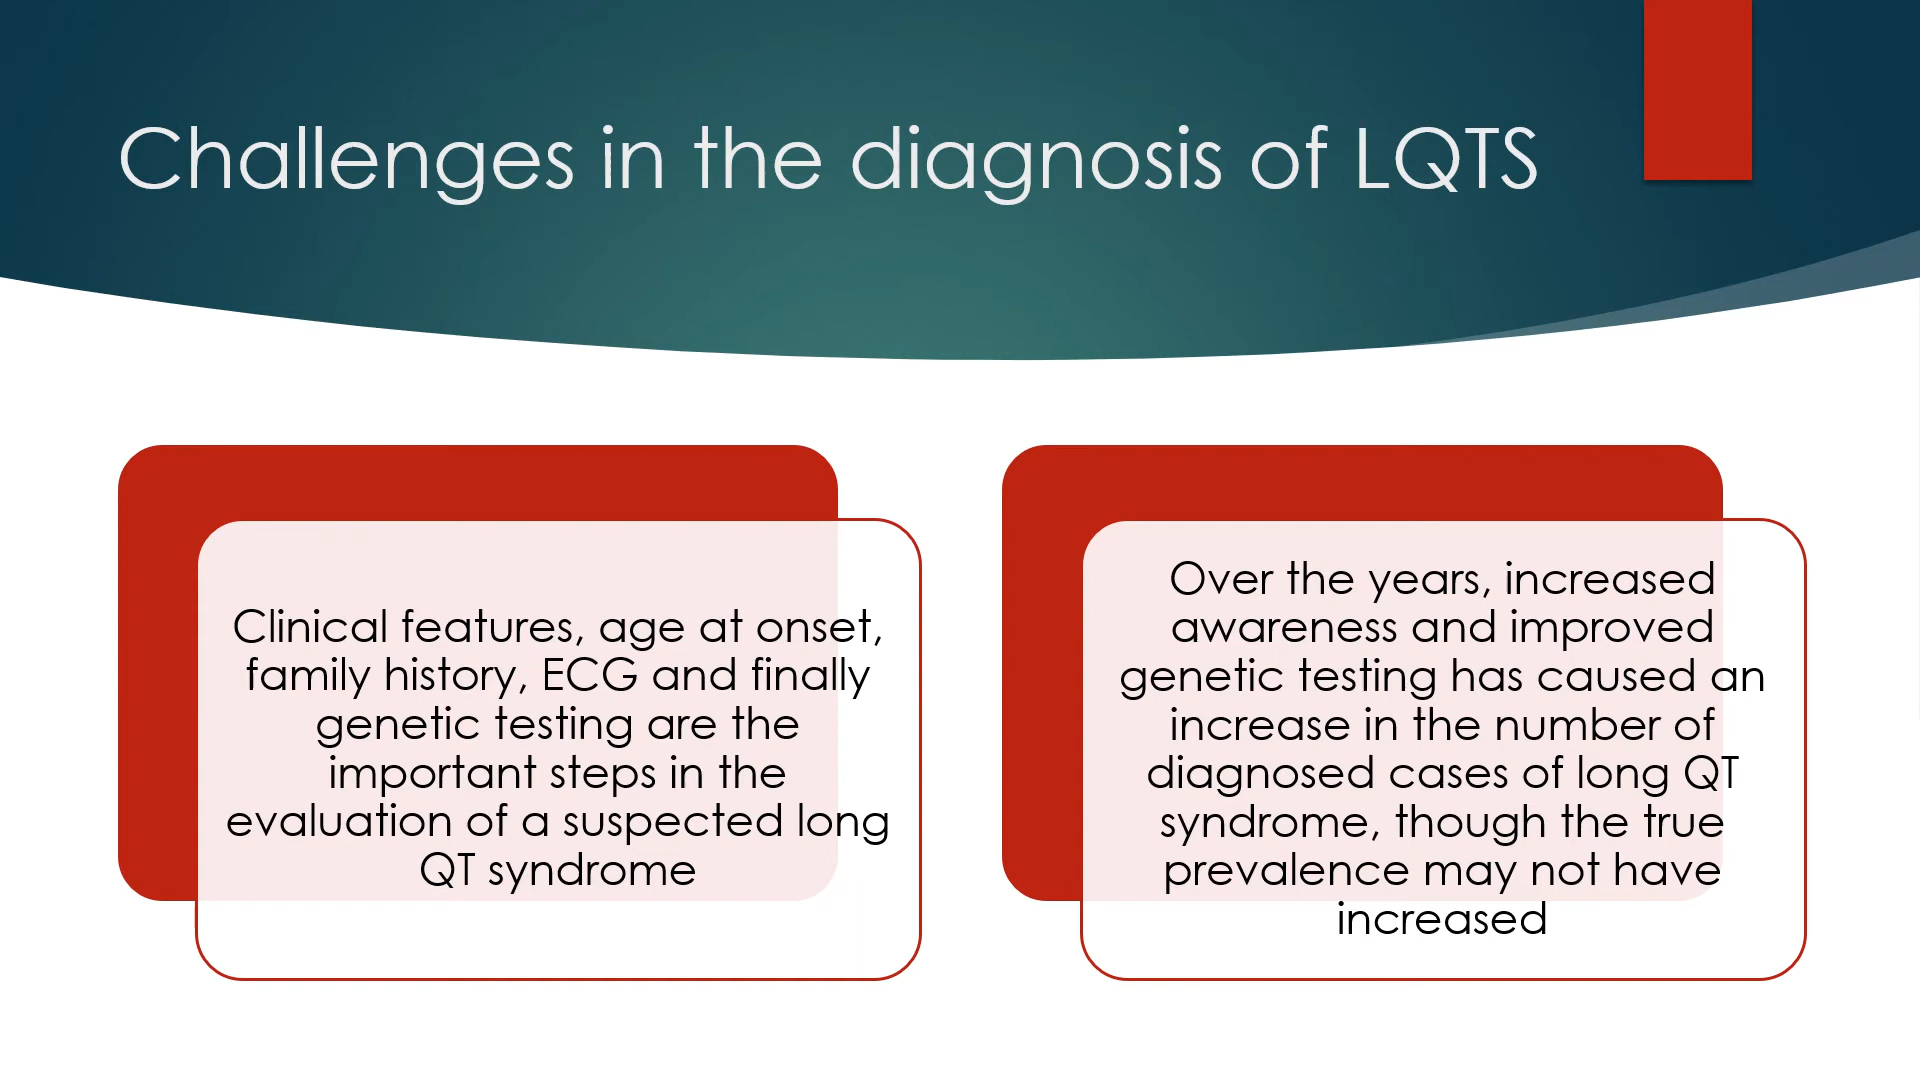 Challenges in the diagnosis of LQTS
Clinical features, age at onset,
family history, ECG and finally
genetic testing are the
important steps in the
evaluation of a suspected long
QT syndrome
Over the years, increased
awareness and improved
genetic testing has caused an
increase in the number of
diagnosed cases of long QT
syndrome, though the true
prevalence may not have
increased